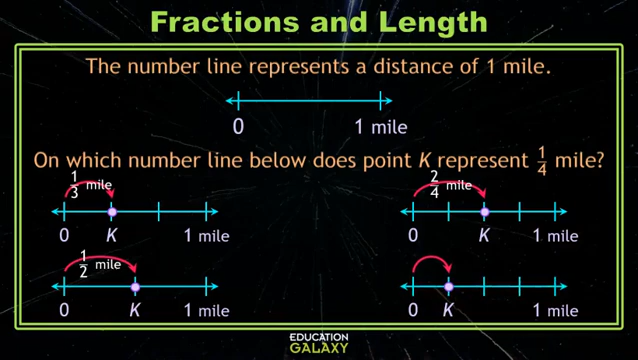 Fractions and Length
The number line represents a distance of 1 mile.
0 1 mile
On which number line below does point K represent 1/4 mile?
1/3 mile
0 K 1 mile
2/4 mile
0 K 1 mile
1/2 mile
0 K 1 mile
0 K 1 mile
EDUCATION
GALAXY